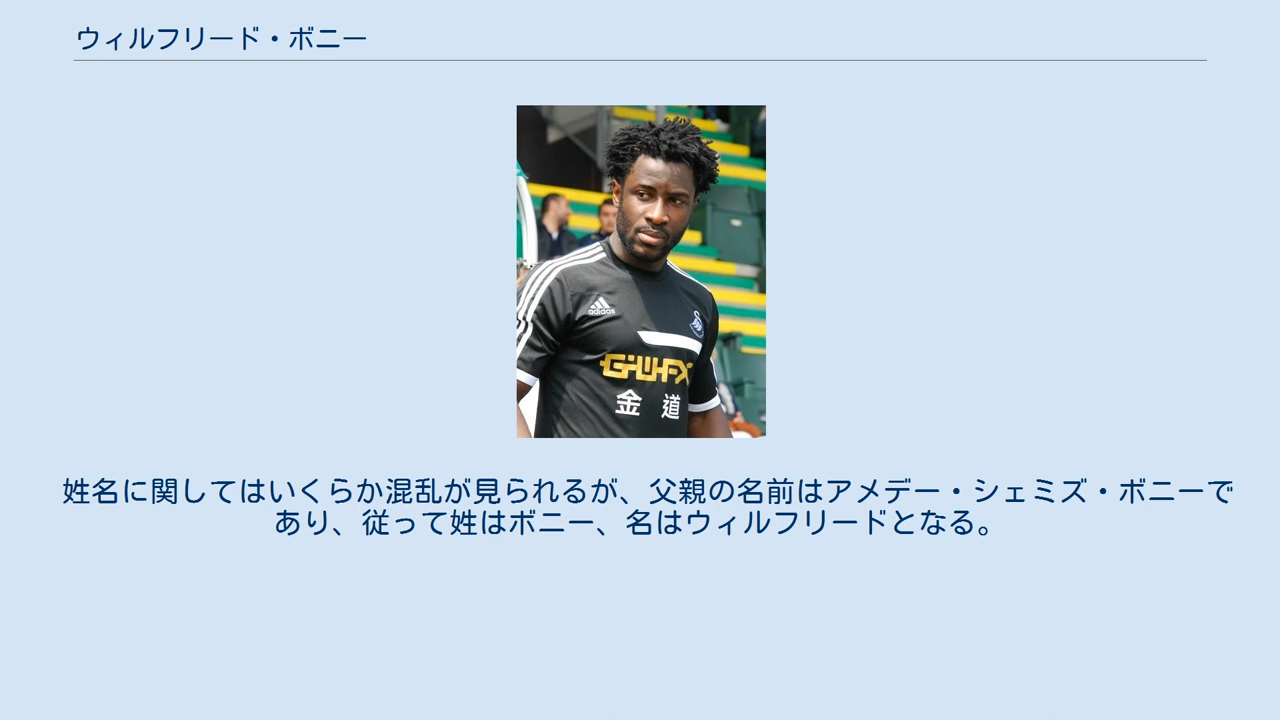 ウィルフリード・ボニー
adidas
GWFX
金 道
姓名に関してはいくらか混乱が見られるが、父親の名前はアメデー・シェミズ・ボニーで
あり、従って姓はボニー、名はウィルフリードとなる。